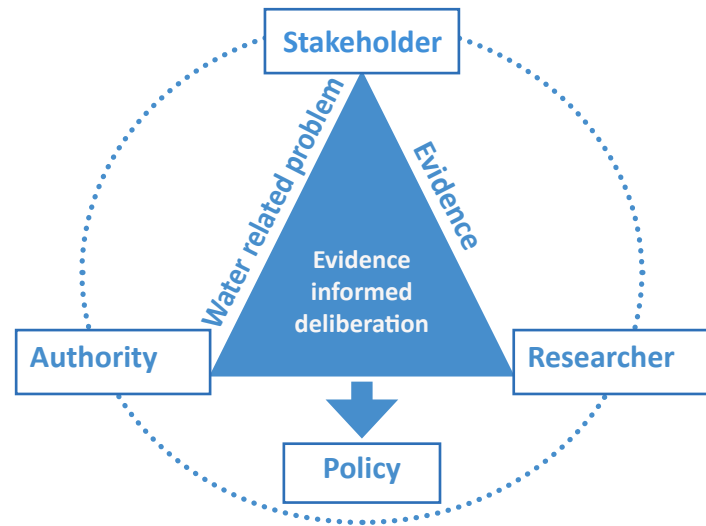 Stakeholder
Water related problem
Evidence
Evidence
informed
deliberation
Authority
Researcher
Policy